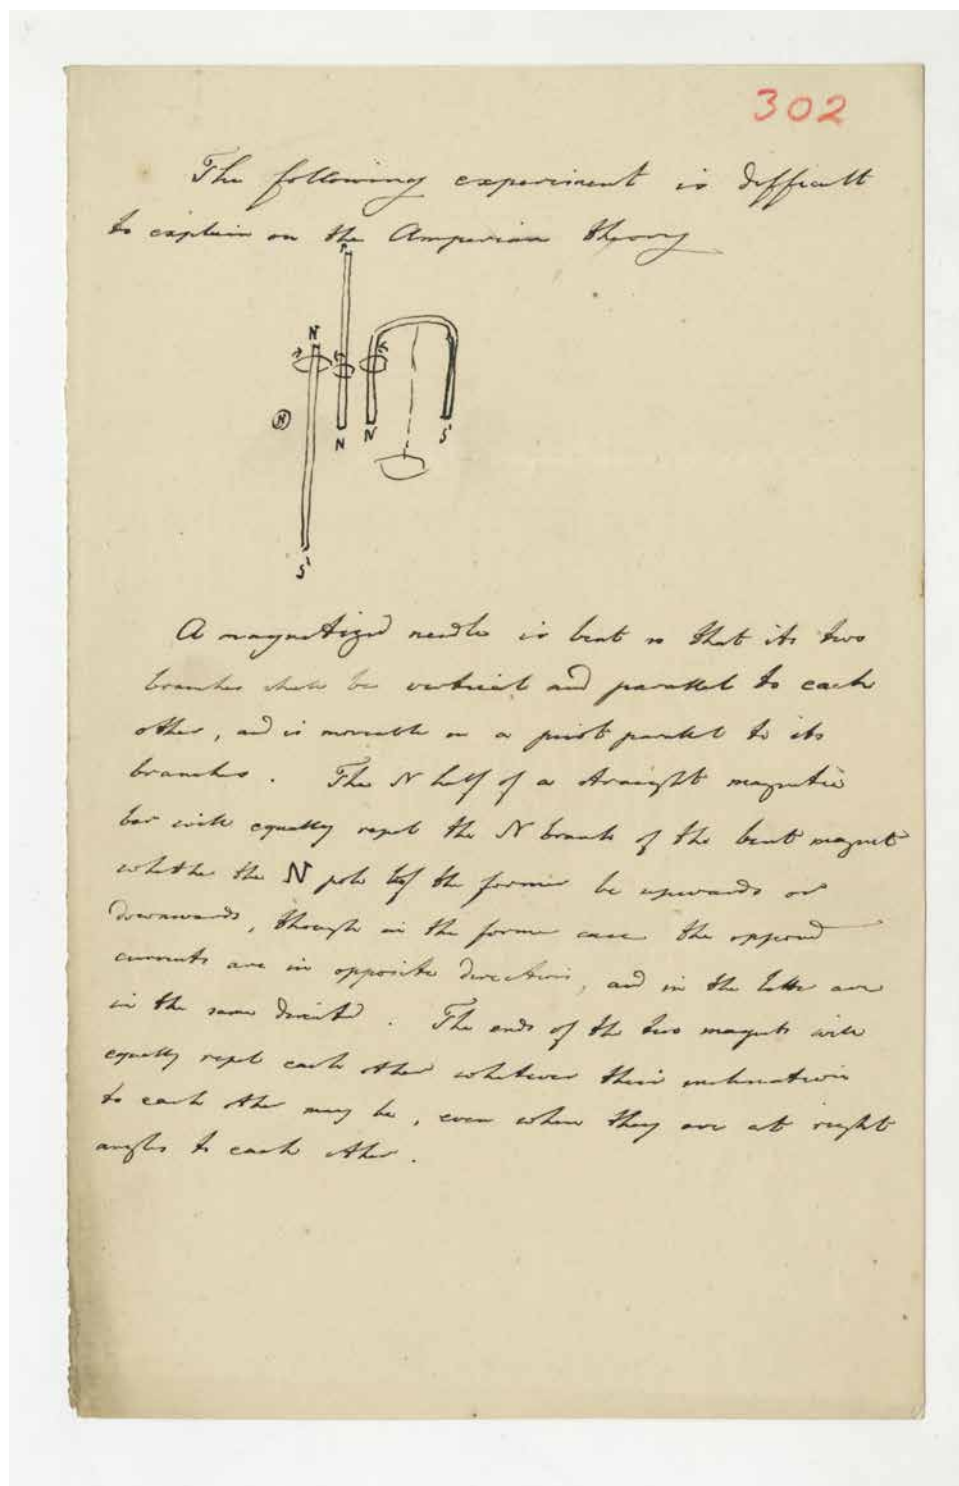 302
The following experiment is difficult
to explain on the Amperian theory
N
N
N
N
S
S
A magnetized needle is bent so that its two
branches shall be vertical and parallel to each
other, and is moveable on a pivot parallel to its
branches. The N half of a straight magnetic
bar will equally repel the N branch of the bent magnet
whether the N pole of the former be upwards or
downwards, though in the former case the opposed
currents are in opposite directions, and in the latter are
in the same directn. The ends of the two magnets will
equally repel each other whatever their inclinations
to each other may be, even when they are at right
angles to each other.